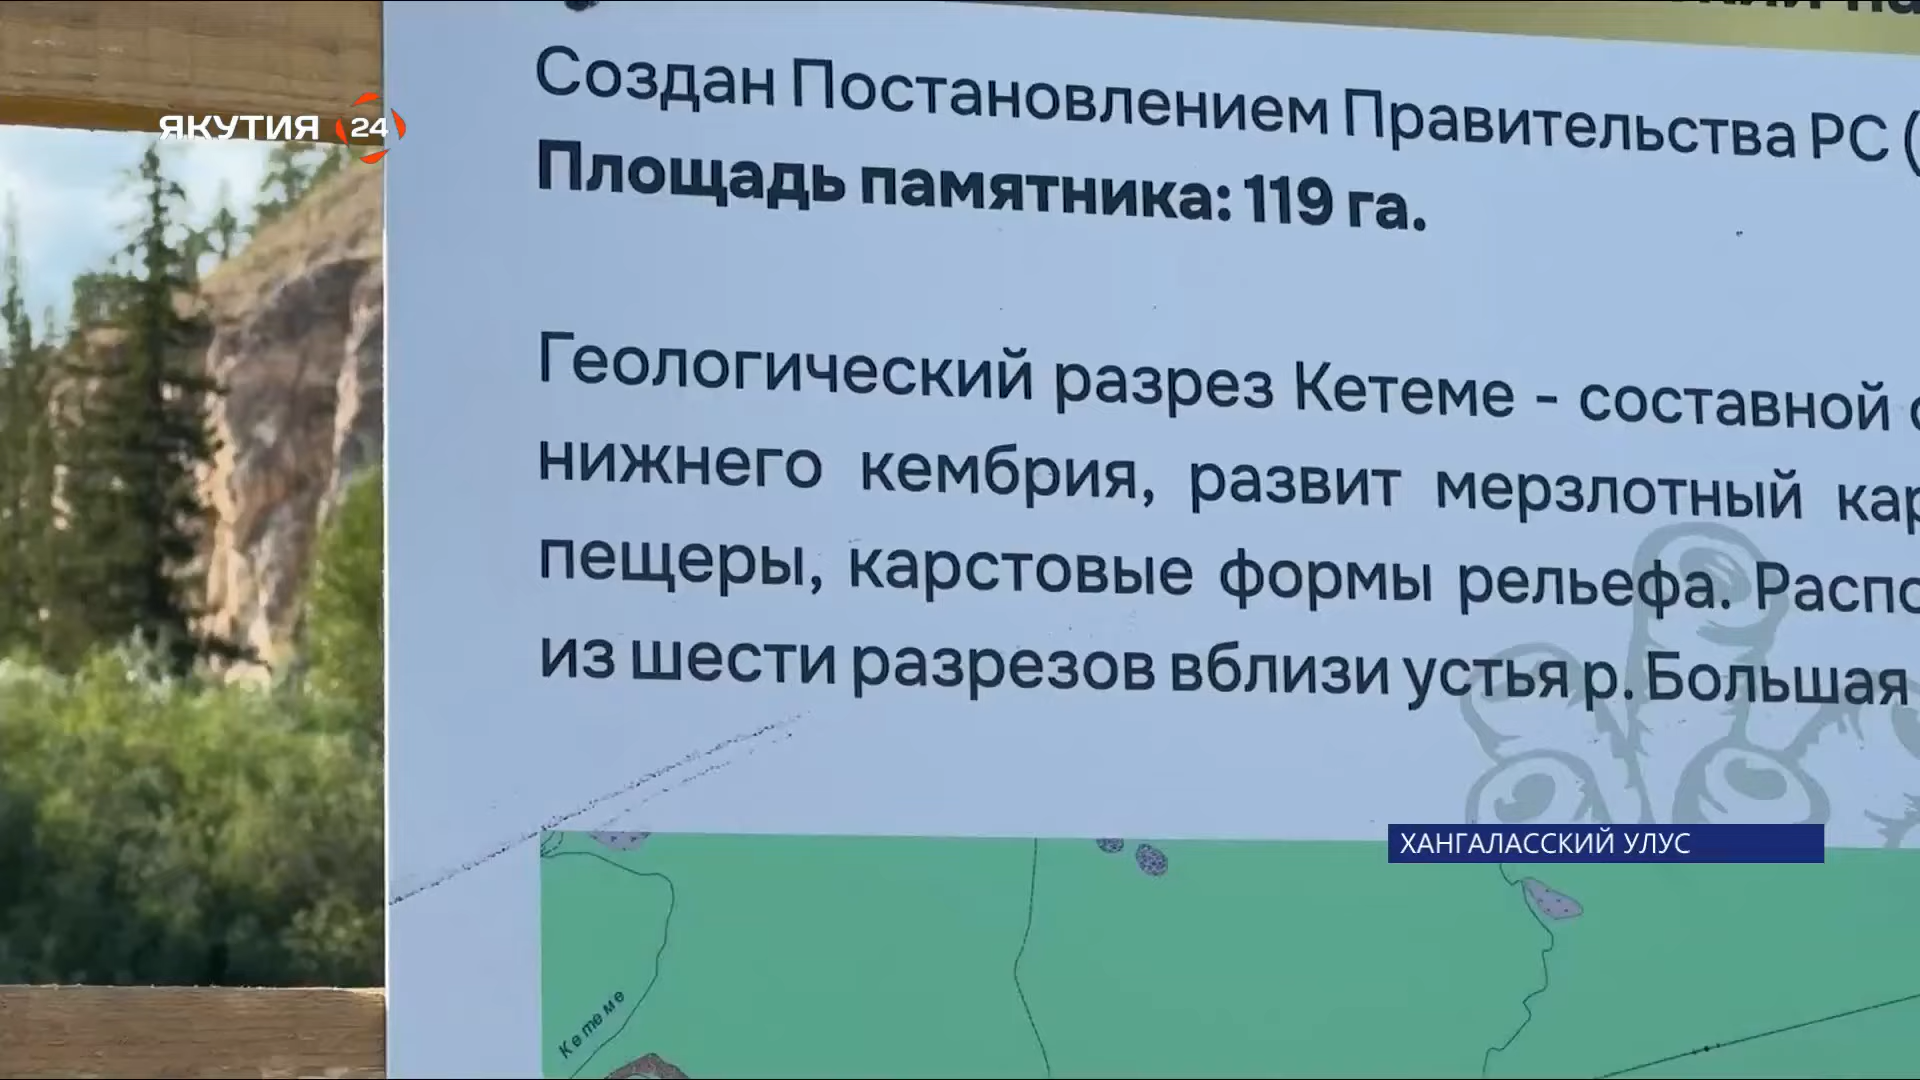 ЯКУТИЯ 24
Создан Постановлением Правительства РС (
Площадь памятника: 119 га.
Геологический разрез Кетеме - составной
нижнего кембрия, развит мерзлотный
пещеры, карстовые формы рельефа.
из шести разрезов вблизи устья р. Большая
ХАНГАЛАССКИЙ УЛУС
Кетеме